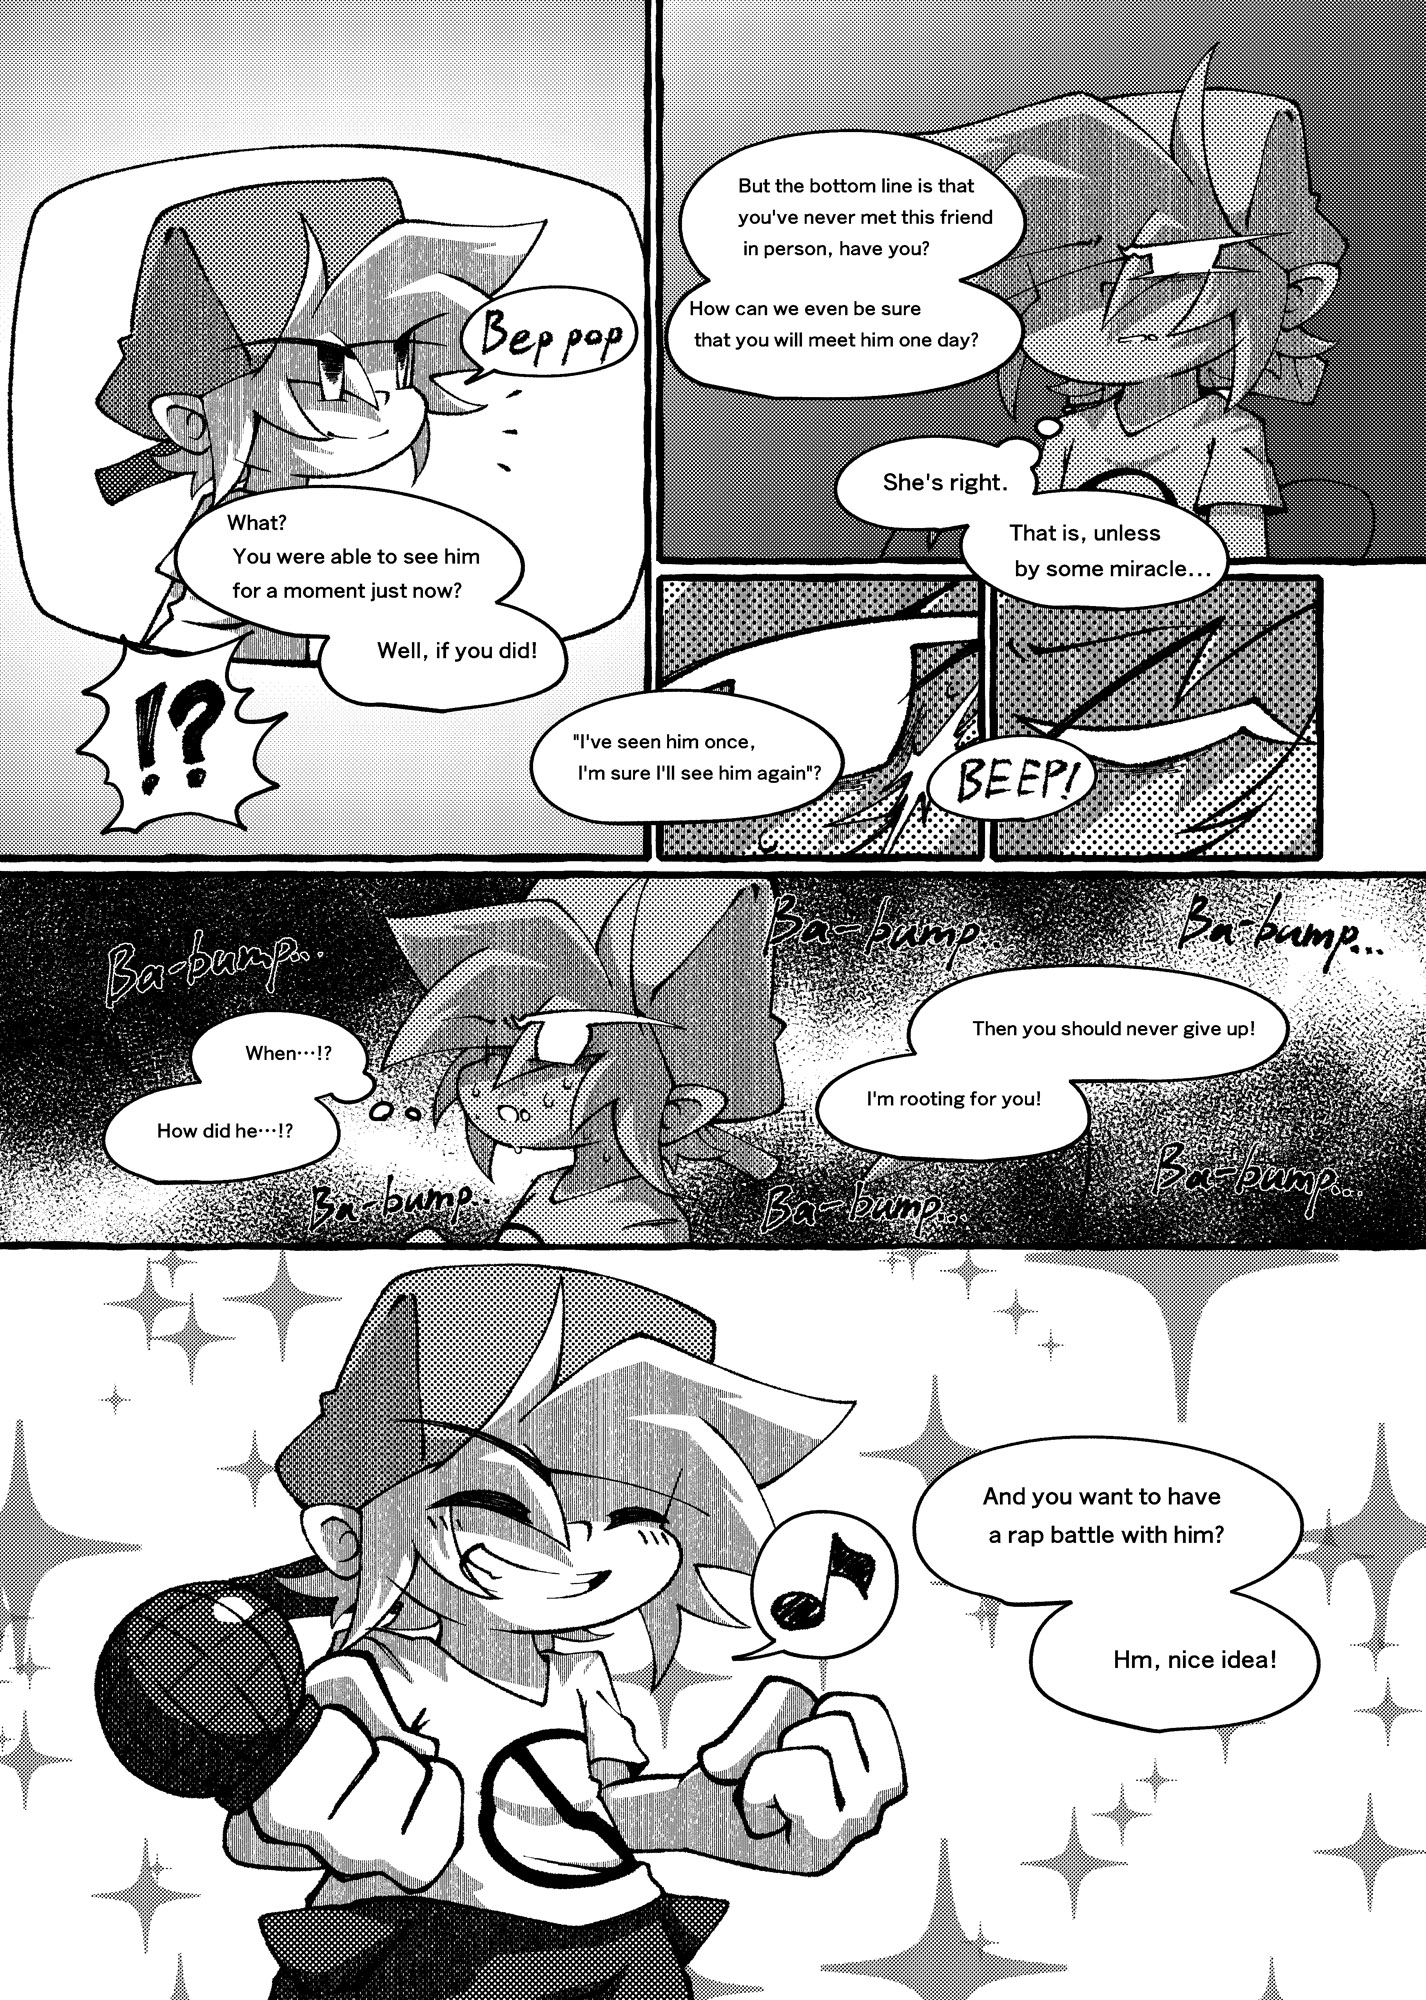 But the bottom line is that
you've never met this friend
in person, have you?
How can we even be sure
that you will meet him one day?
She's right.
That is, unless
by some miracle...
BEEP!
"I've seen him once,
I'm sure I'll see him again"?
Bep pop
What?
You were able to see him
for a moment just now?
Well, if you did!
!?
Ba-bump...
Ba-bump...
Then you should never give up!
I'm rooting for you!
Ba-bump...
Ba-bump...
Ba-bump...
When…!?
How did he…!?
Ba-bump...
And you want to have
a rap battle with him?
Hm, nice idea!